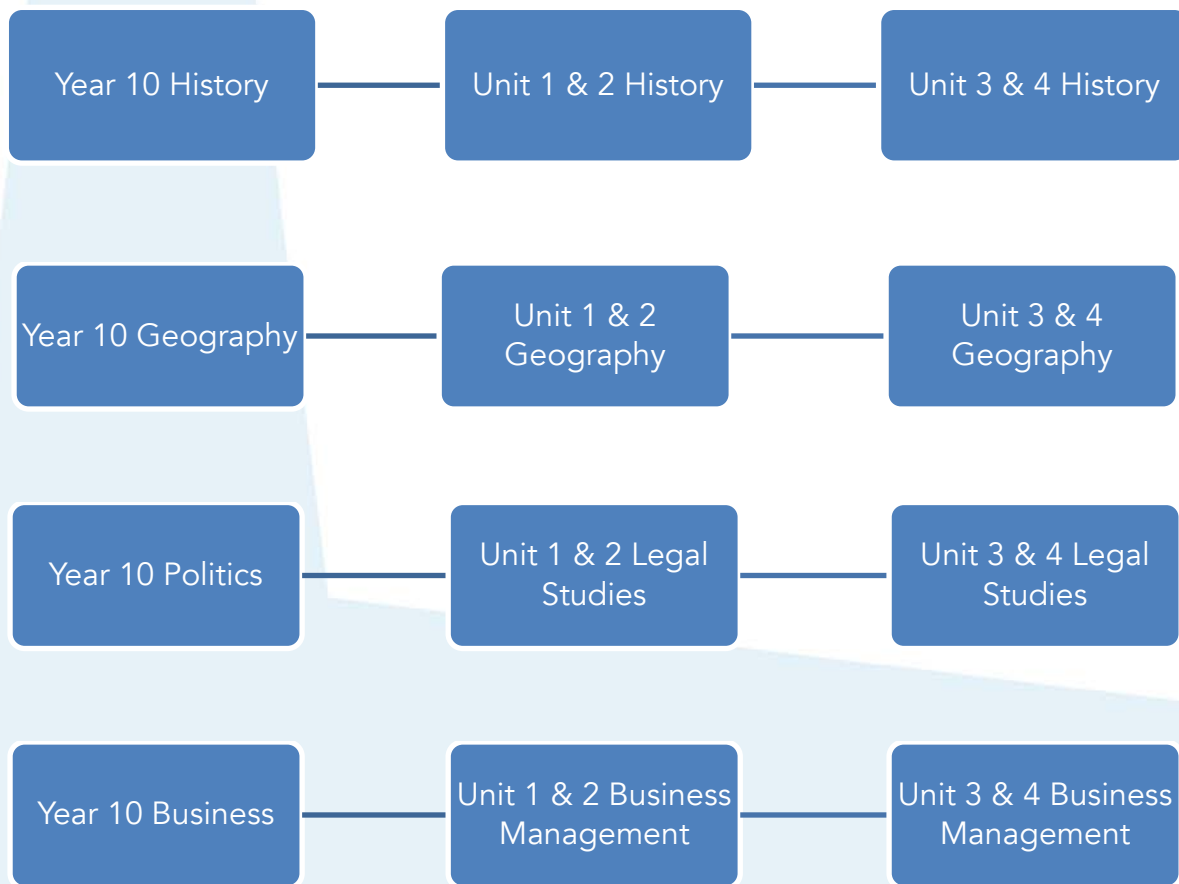 Year 10 History
Unit 1 & 2 History
Unit 3 & 4 History
Year 10 Geography
Unit 1 & 2
Geography
Unit 3 & 4
Geography
Year 10 Politics
Unit 1 & 2 Legal
Studies
Unit 3 & 4 Legal
Studies
Year 10 Business
Unit 1 & 2 Business
Management
Unit 3 & 4 Business
Management